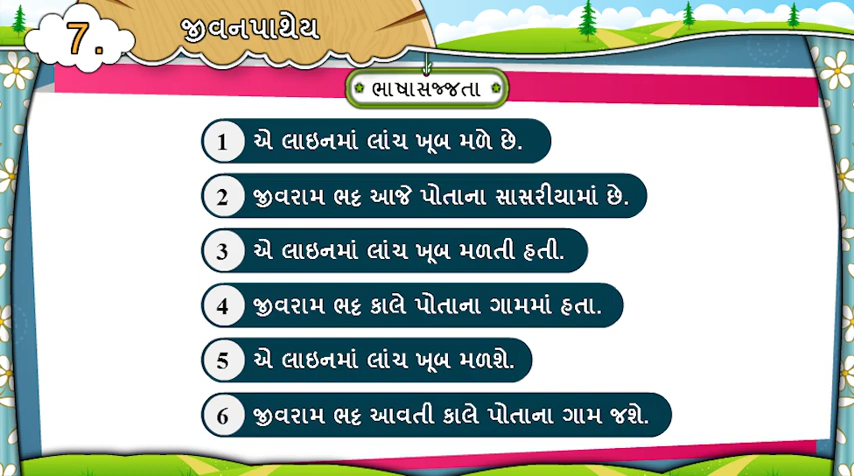 7.
જીવનપાથેય
ભાષાસજ્જતા
1 એ લાઇનમાં લાંચ ખૂબ મળે છે.
2 જીવરામ ભટ્ટ આજે પોતાના સાસરીયામાં છે.
3 એ લાઇનમાં લાંચ ખૂબ મળતી હતી.
4 જીવરામ ભટ્ટ કાલે પોતાના ગામમાં હતા.
5 એ લાઇનમાં લાંચ ખૂબ મળશે.
6 જીવરામ ભટ્ટ આવતી કાલે પોતાના ગામ જશે.